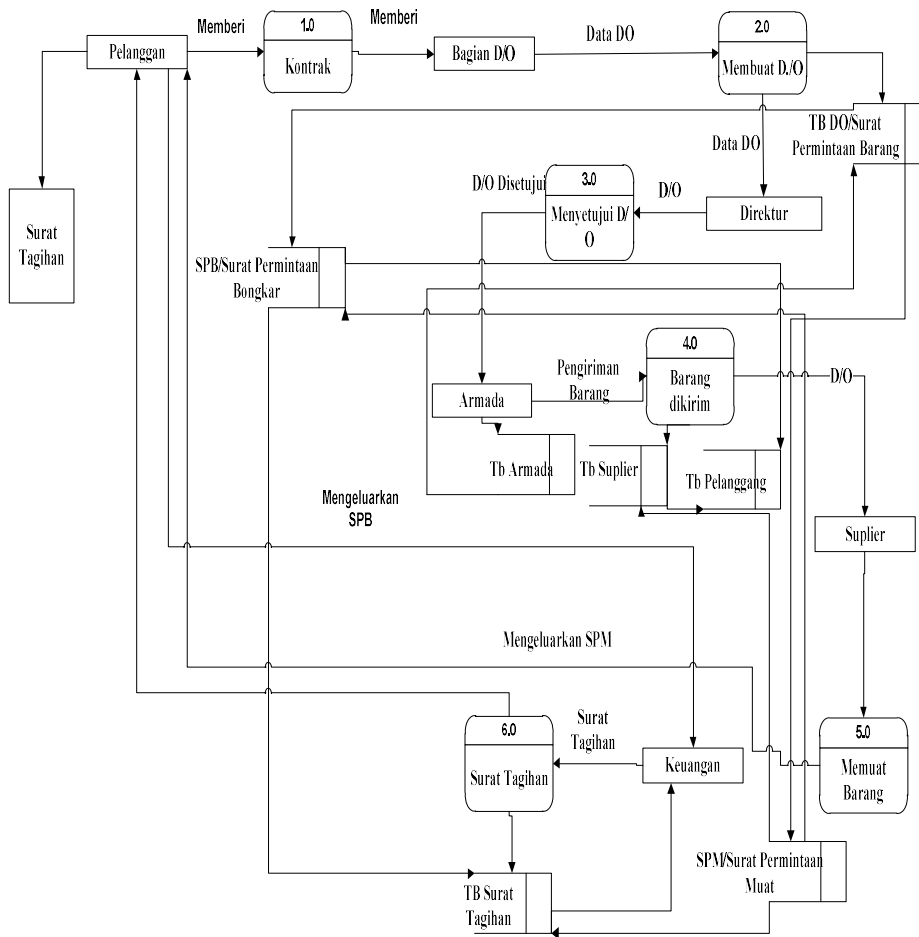 Memberi
Memberi
1.0
Kontrak
Pelanggan
Bagian D/O
Data DO
2.0
Membuat D./O
TB DO/Surat
Permintaan Barang
Data DO
D/O Disetujui
3.0
Menyetujui D/
O
D/O
Direktur
Surat
Tagihan
SPB/Surat Permintaan
Bongkar
4.0
Barang
dikirim
Pengiriman
Barang
D/O
Armada
Tb Armada
Tb Suplier
Tb Pelanggang
Mengeluarkan
SPB
Suplier
Mengeluarkan SPM
6.0
Surat Tagihan
Surat
Tagihan
Keuangan
5.0
Memuat
Barang
SPM/Surat Permintaan
Muat
TB Surat
Tagihan